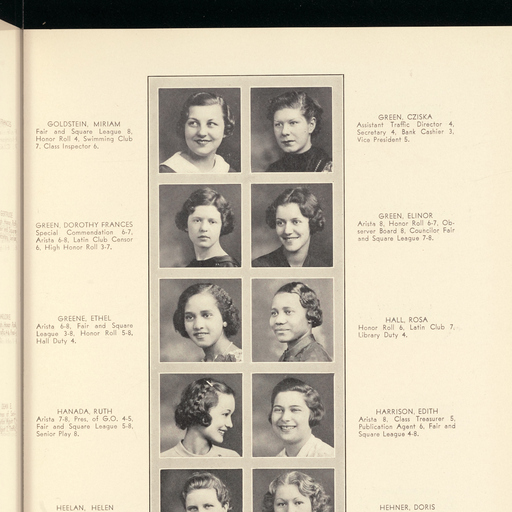 GOLDSTEIN, MIRIAM
Fair and Square League 8,
Honor Roll 4, Swimming Club
7, Class Inspector 6.
GREEN, CZISKA
Assistant Traffic Director 4,
Secretary 4, Bank Cashier 3,
Vice President 5.
GREEN, DOROTHY FRANCES
Special Commendation 6-7,
Arista 6-8, Latin Club Censor
6, High Honor Roll 3-7.
GREEN, ELINOR
Arista 8, Honor Roll 6-7, Ob-
server Board 8, Councilor Fair
and Square League 7-8.
GREENE, ETHEL
Arista 6-8, Fair and Square
League 3-8, Honor Roll 5-8,
Hall Duty 4.
HALL, ROSA
Honor Roll 6, Latin Club 7,
Library Duty 4.
HANADA, RUTH
Arista 7-8, Pres. of G.O. 4-5,
Fair and Square League 5-8,
Senior Play 8.
HARRISON, EDITH
Arista 8, Class Treasurer 5,
Publication Agent 6, Fair and
Square League 4-8.
HEELAN, HELEN
HEHNER, DORIS